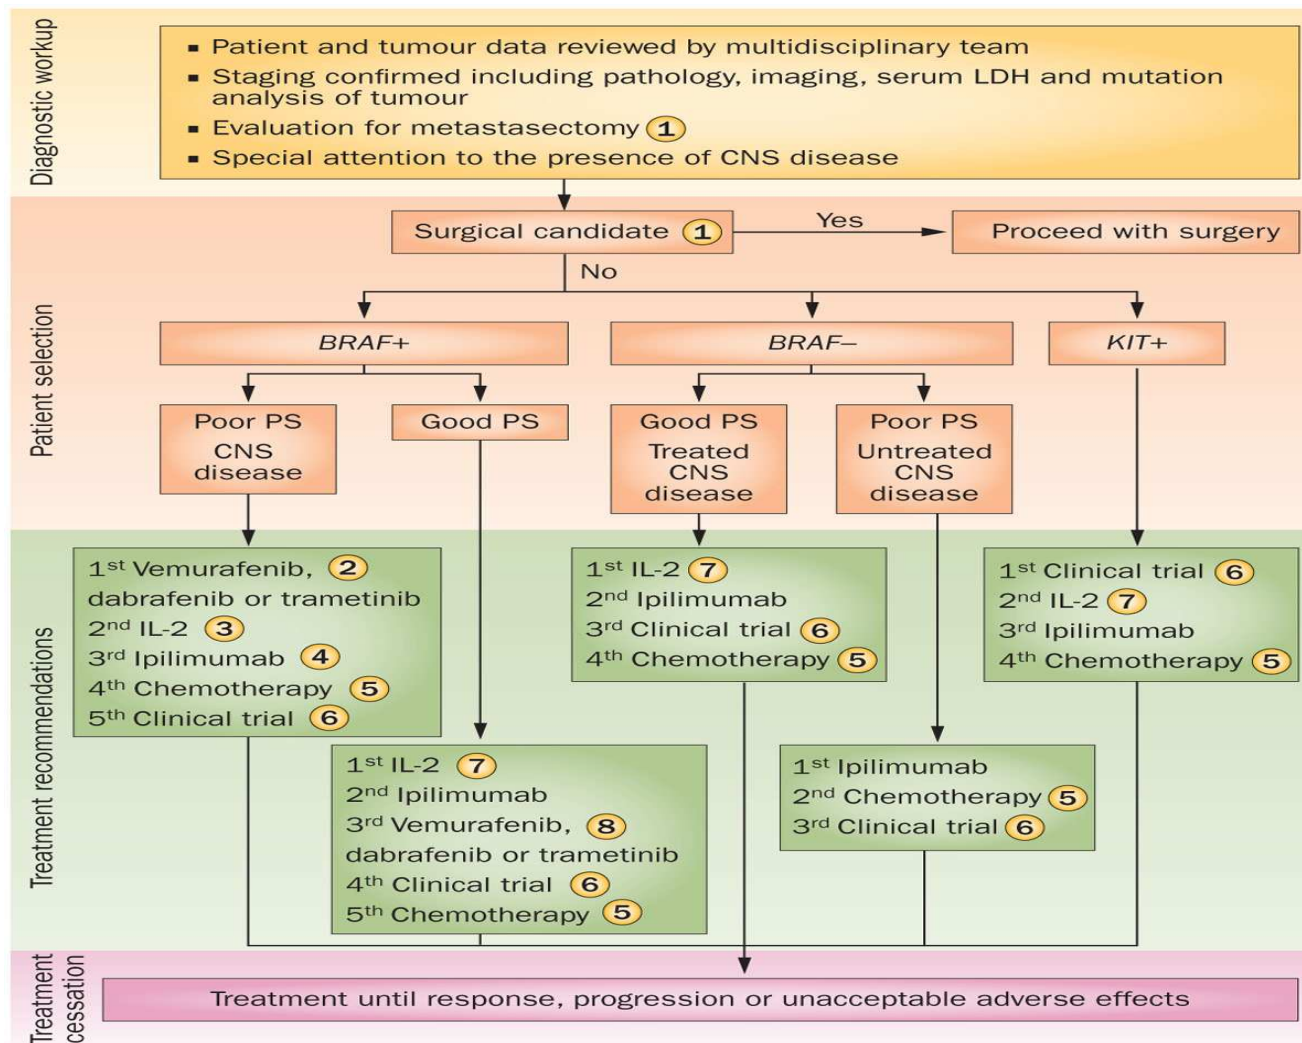 Diagnostic workup
▪ Patient and tumour data reviewed by multidisciplinary team
▪ Staging confirmed including pathology, imaging, serum LDH and mutation
analysis of tumour
▪ Evaluation for metastasectomy 1
▪ Special attention to the presence of CNS disease
Patient selection
Surgical candidate 1
Yes
Proceed with surgery
No
BRAF+
BRAF–
KIT+
Poor PS
CNS
disease
Good PS
Good PS
Treated
CNS
disease
Poor PS
Untreated
CNS
disease
Treatment recommendations
1st Vemurafenib, 2
dabrafenib or trametinib
2nd IL-2 3
3rd Ipilimumab 4
4th Chemotherapy 5
5th Clinical trial 6
1st IL-2 7
2nd Ipilimumab
3rd Vemurafenib, 8
dabrafenib or trametinib
4th Clinical trial 6
5th Chemotherapy 5
1st IL-2 7
2nd Ipilimumab
3rd Clinical trial 6
4th Chemotherapy 5
1st Ipilimumab
2nd Chemotherapy 5
3rd Clinical trial 6
1st Clinical trial 6
2nd IL-2 7
3rd Ipilimumab
4th Chemotherapy 5
Treatment
cessation
Treatment until response, progression or unacceptable adverse effects